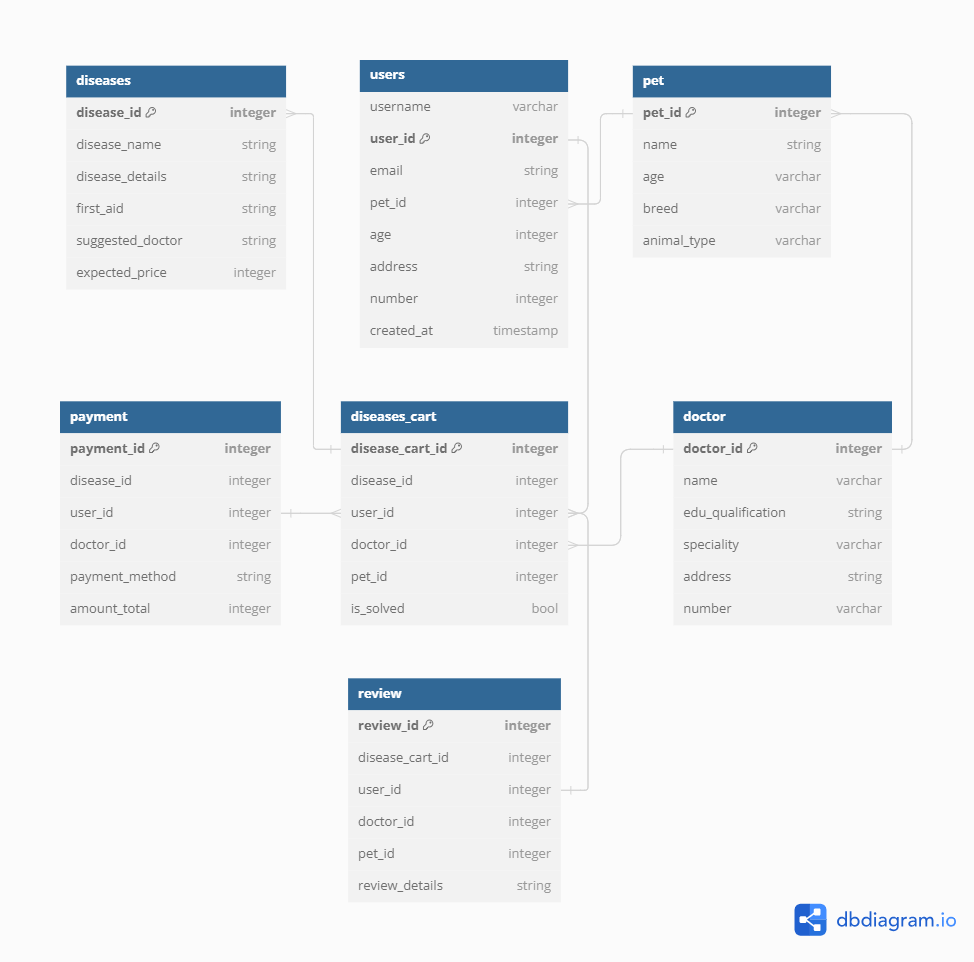 diseases
disease_id integer
disease_name string
disease_details string
first_aid string
suggested_doctor string
expected_price integer
users
username varchar
user_id integer
email string
pet_id integer
age integer
address string
number integer
created_at timestamp
pet
pet_id integer
name string
age varchar
breed varchar
animal_type varchar
payment
payment_id integer
disease_id integer
user_id integer
doctor_id integer
payment_method string
amount_total integer
diseases_cart
disease_cart_id integer
disease_id integer
user_id integer
doctor_id integer
pet_id integer
is_solved bool
doctor
doctor_id integer
name varchar
edu_qualification string
speciality varchar
address string
number varchar
review
review_id integer
disease_cart_id integer
user_id integer
doctor_id integer
pet_id integer
review_details string
dbdiagram.io